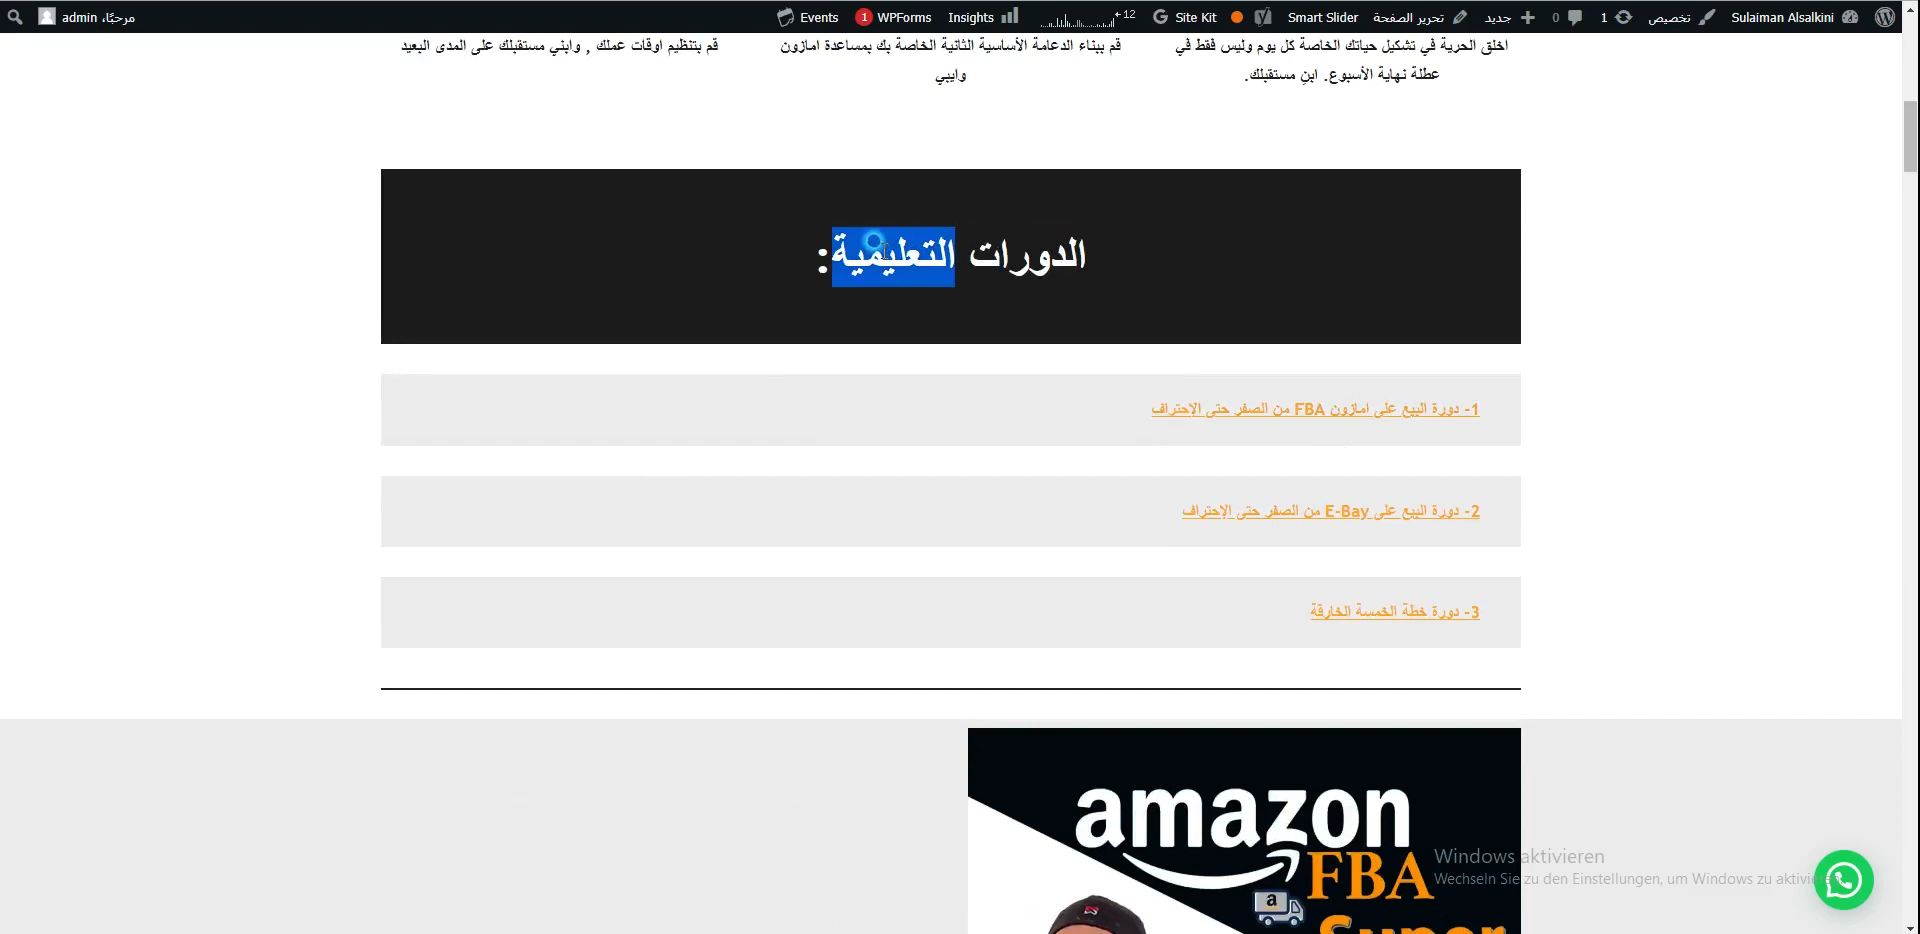 Sulaiman Alsalkini
تخصيص
1
0
جديد
تحرير الصفحة
Smart Slider
Site Kit
12
Insights
WPForms
1
Events
مرحبًا، admin
اخلق الحرية في تشكيل حياتك الخاصة كل يوم وليس فقط في
عطلة نهاية الأسبوع. ابنِ مستقبلك.
قم ببناء الدعامة الأساسية الثانية الخاصة بك بمساعدة امازون
وايبي
قم بتنظيم اوقات عملك , وابني مستقبلك على المدى البعيد
الدورات التعليمية:
1- دورة البيع على امازون FBA من الصفر حتى الإحتراف
2- دورة البيع على E-Bay من الصفر حتى الإحتراف
3- دورة خطة الخمسة الخارقة
amazon
FBA
a
Super
Windows aktivieren
Wechseln Sie zu den Einstellungen, um Windows zu